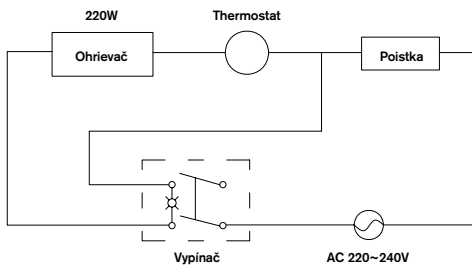 220W
Thermostat
Ohrievač
Poistka
Vypínač
AC 220~240V